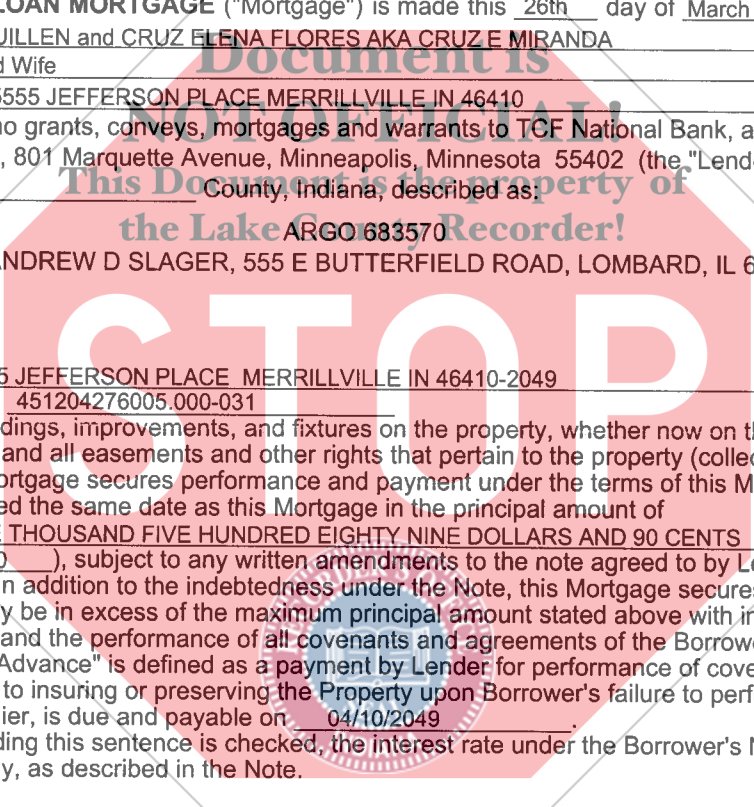 LOAN MORTGAGE ("Mortgage") is made this 26th day of March
UILLEN and CRUZ ELENA FLORES AKA CRUZ E MIRANDA
Document is
d Wife
5555 JEFFERSON PLACE MERRILLVILLE IN 46410
NOT OFFICIAL!
no grants, conveys, mortgages and warrants to TCF National Bank, a
, 801 Marquette Avenue, Minneapolis, Minnesota 55402 (the "Lend
This Document is the property of
County, Indiana, described as;
the Lake County Recorder!
ARGO 683570
ANDREW D SLAGER, 555 E BUTTERFIELD ROAD, LOMBARD, IL 6
STOP
5 JEFFERSON PLACE MERRILLVILLE IN 46410-2049
451204276005.000-031
dings, improvements, and fixtures on the property, whether now on t
and all easements and other rights that pertain to the property (collec
ortgage secures performance and payment under the terms of this M
ed the same date as this Mortgage in the principal amount of
E THOUSAND FIVE HUNDRED EIGHTY NINE DOLLARS AND 90 CENTS
0 ), subject to any written amendments to the note agreed to by Le
n addition to the indebtedness under the Note, this Mortgage secures
y be in excess of the maximum principal amount stated above with in
and the performance of all covenants and agreements of the Borrowe
Advance" is defined as a payment by Lender for performance of cove
to insuring or preserving the Property upon Borrower's failure to perf
ier, is due and payable on 04/10/2049 .
ding this sentence is checked, the interest rate under the Borrower's N
y, as described in the Note.
INDIANA